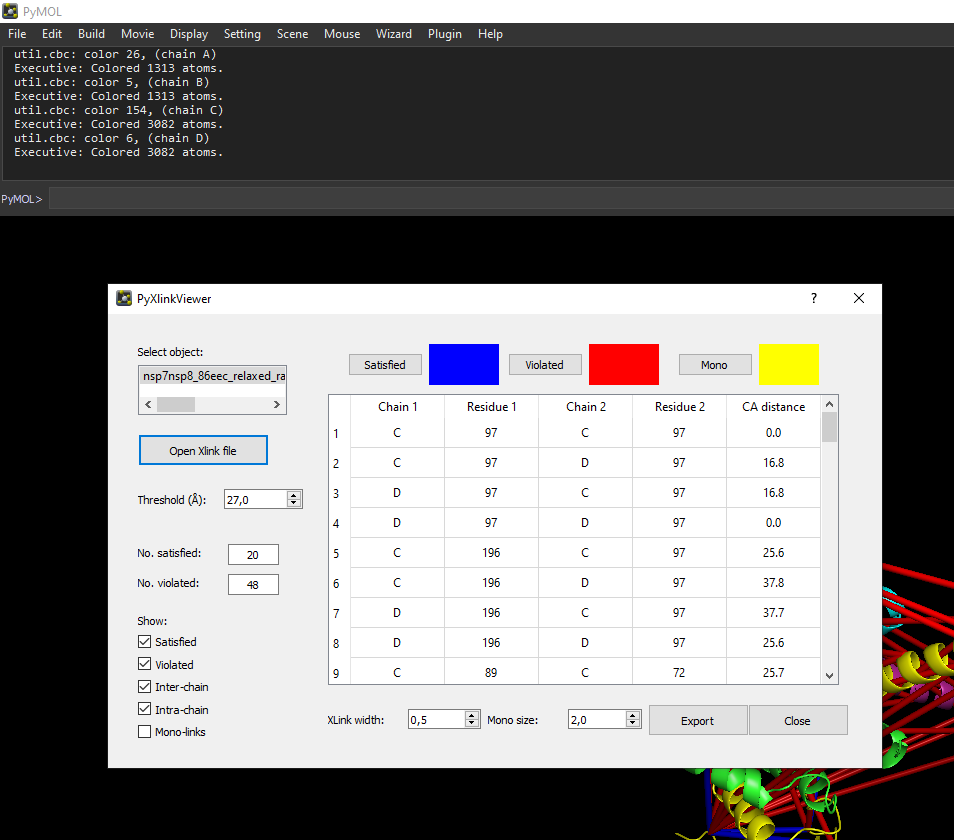 PyMOL
File Edit Build Movie Display Setting Scene Mouse Wizard Plugin Help
util.cbc: color 26, (chain A)
Executive: Colored 1313 atoms.
util.cbc: color 5, (chain B)
Executive: Colored 1313 atoms.
util.cbc: color 154, (chain C)
Executive: Colored 3082 atoms.
util.cbc: color 6, (chain D)
Executive: Colored 3082 atoms.
PyMOL>
PyXlinkViewer
?
Select object:
nsp7nsp8_86eec_relaxed_ra
Open Xlink file
Threshold (Å): 27,0
No. satisfied: 20
No. violated: 48
Show:
Satisfied
Violated
Inter-chain
Intra-chain
Mono-links
Satisfied Violated Mono
Chain 1 Residue 1 Chain 2 Residue 2 CA distance
1 C 97 C 97 0.0
2 C 97 D 97 16.8
3 D 97 C 97 16.8
4 D 97 D 97 0.0
5 C 196 C 97 25.6
6 C 196 D 97 37.8
7 D 196 C 97 37.7
8 D 196 D 97 25.6
9 C 89 C 72 25.7
XLink width: 0,5 Mono size: 2,0 Export Close